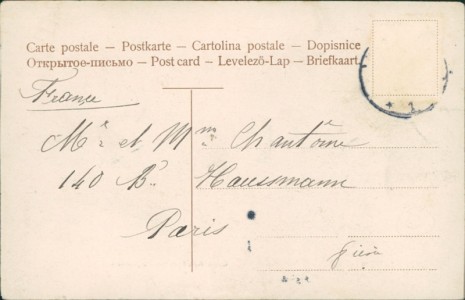 Carte postale – Postkarte – Cartolina postale – Dopisnice
Открытое-письмо – Post card – Levelező-Lap – Briefkaart.
France
Mr et Mme Chantôme
140 Bd Haussmann
Paris